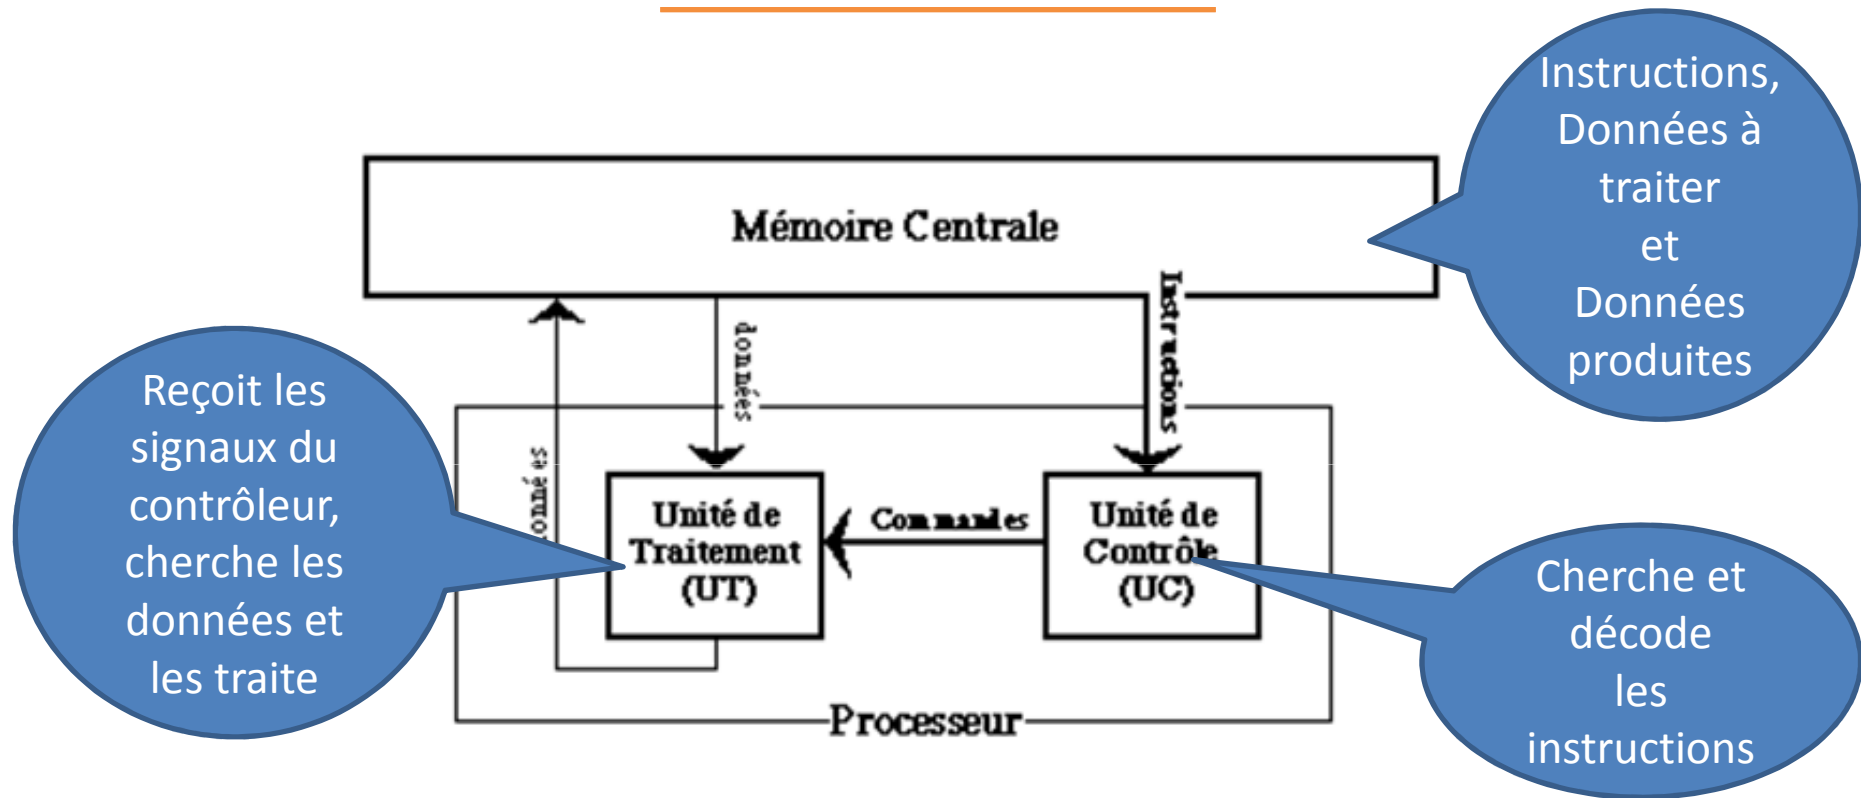 Instructions,
Données à
traiter
et
Données
produites
Mémoire Centrale
Instructions
données
Reçoit les
signaux du
contrôleur,
cherche les
données et
les traite
Unité de
Traitement
(UT)
Commandes
Unité de
Contrôle
(UC)
Cherche et
décode
les
instructions
Processeur